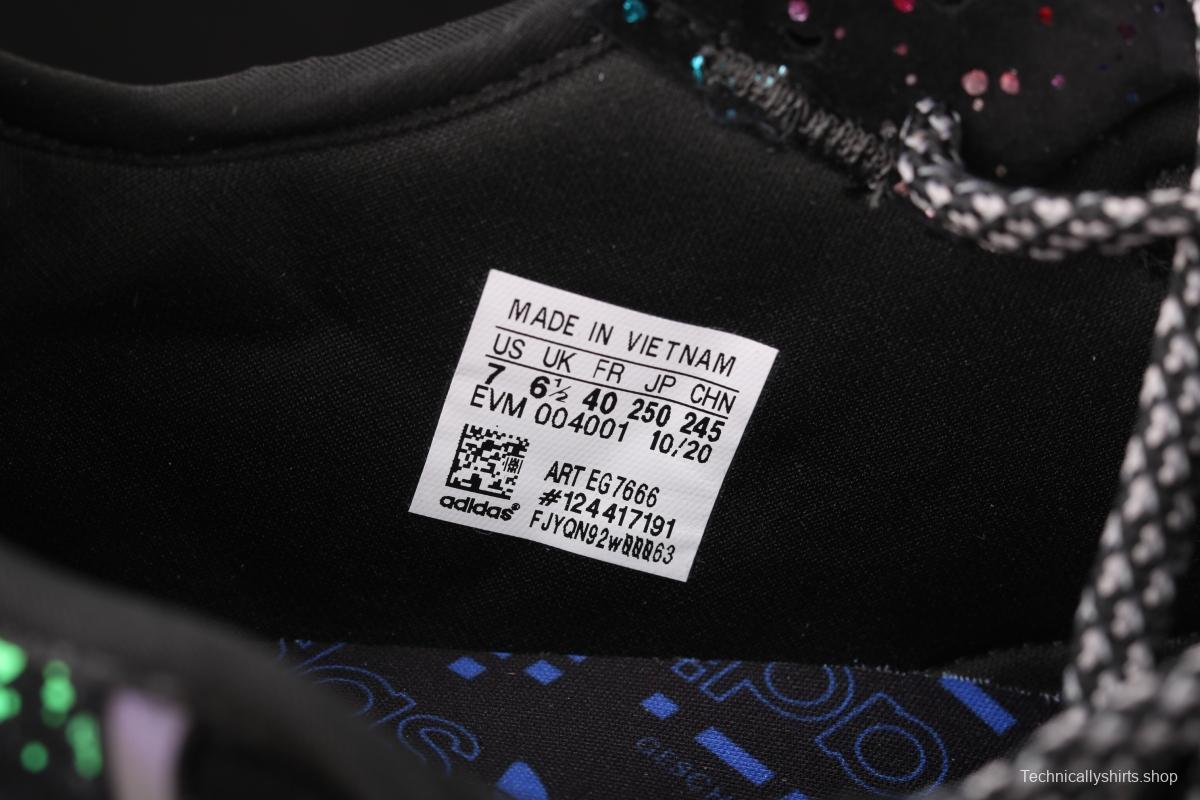 MADE IN VIETNAM
US UK FR JP CHN
7 6½ 40 250 245
EVM 004001 10/20
ART EG7666
#124417191
adidas®
GESCH
Technicallyshirts.shop